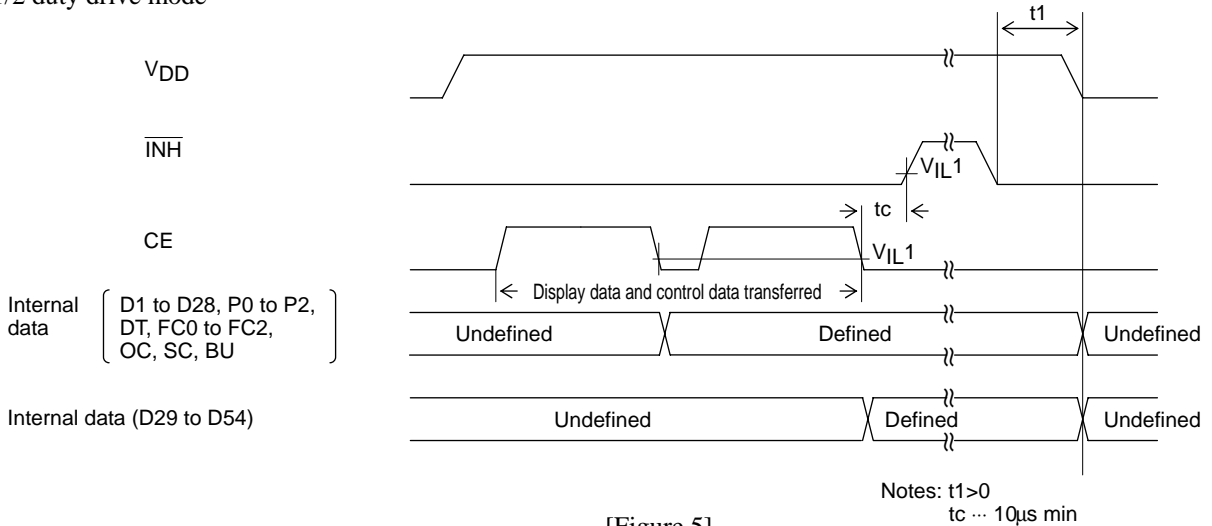 /2 duty drive mode
t1
VDD
INH
VIL1
tc
CE
VIL1
Display data and control data transferred
Internal data
D1 to D28, P0 to P2,
DT, FC0 to FC2,
OC, SC, BU
Undefined
Defined
Undefined
Internal data (D29 to D54)
Undefined
Defined
Undefined
Notes: t1>0
tc ··· 10µs min
[Figure 5]